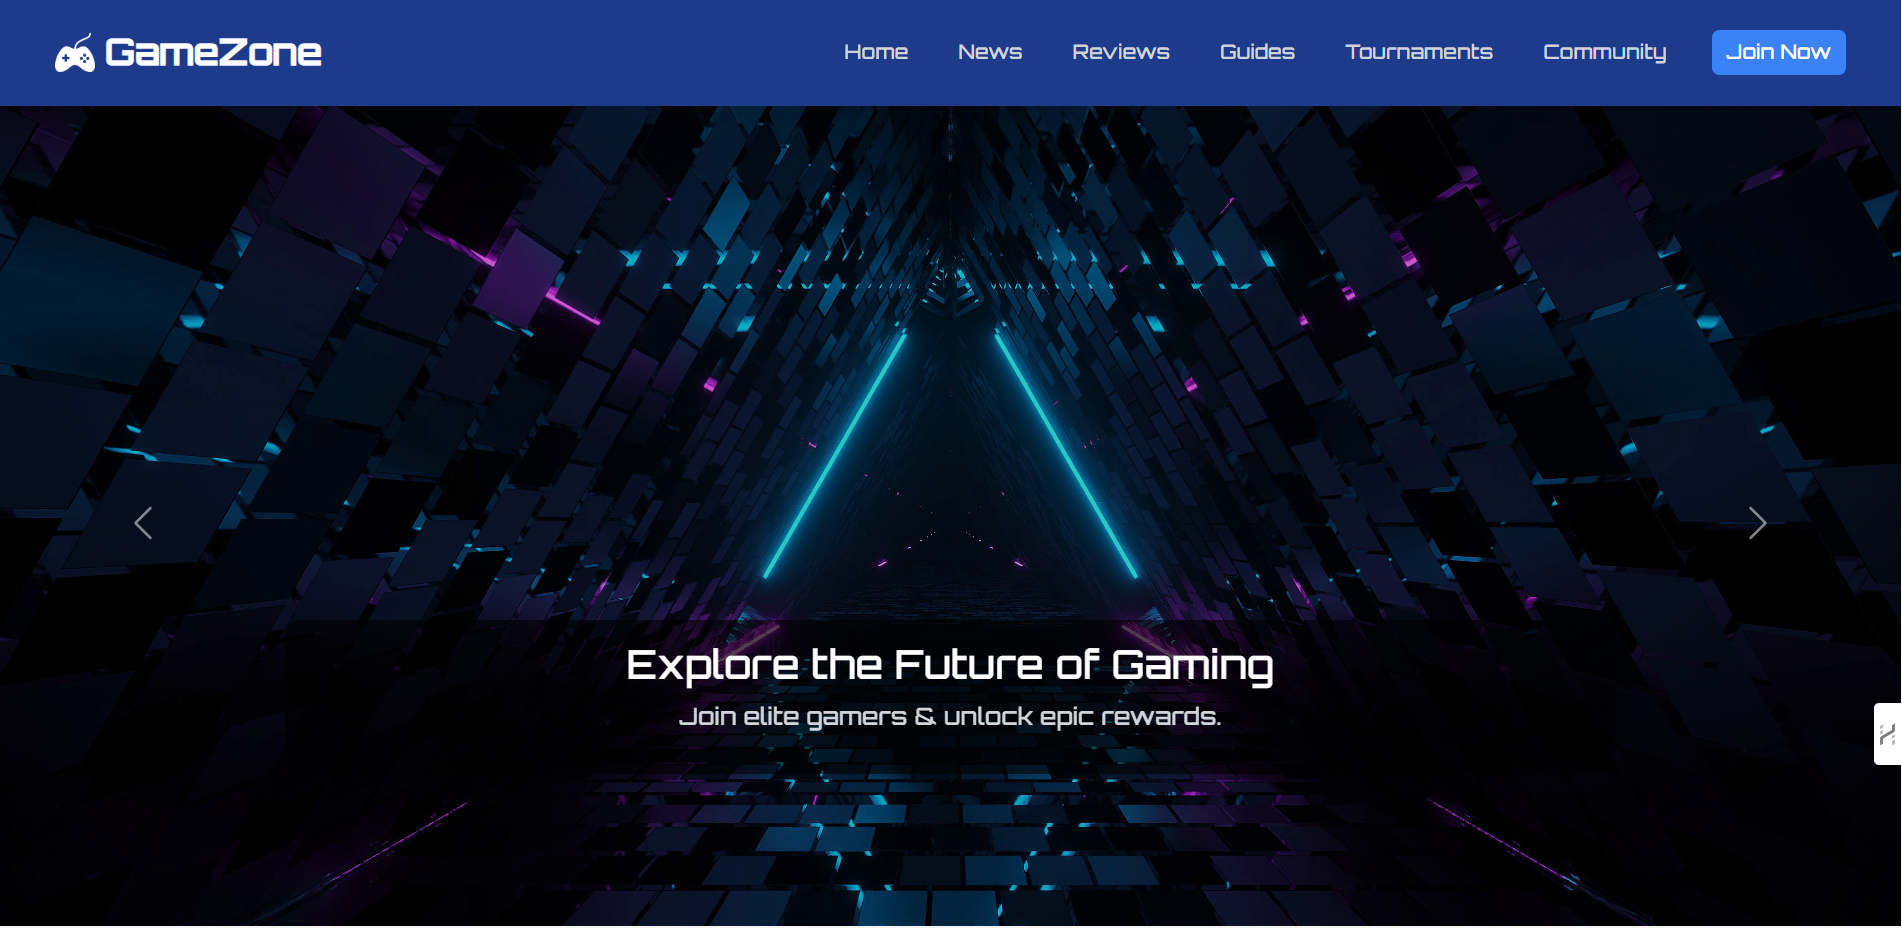 GameZone
Home
News
Reviews
Guides
Tournaments
Community
Join Now
Explore the Future of Gaming
Join elite gamers & unlock epic rewards.